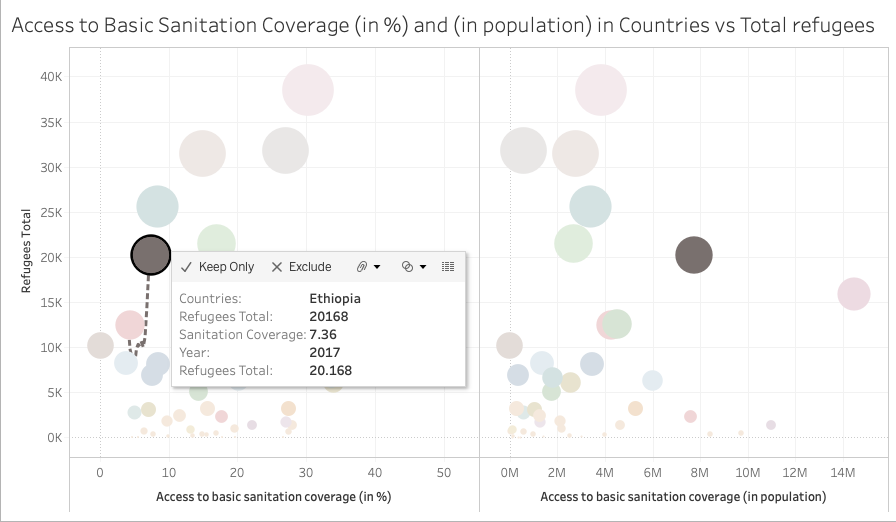 Access to Basic Sanitation Coverage (in %) and (in population) in Countries vs Total refugees
40K
35K
30K
25K
20K
15K
10K
5K
0K
Refugees Total
Keep Only Exclude
Countries: Ethiopia
Refugees Total: 20168
Sanitation Coverage: 7.36
Year: 2017
Refugees Total: 20.168
0 10 20 30 40 50
0M 2M 4M 6M 8M 10M 12M 14M
Access to basic sanitation coverage (in %)
Access to basic sanitation coverage (in population)